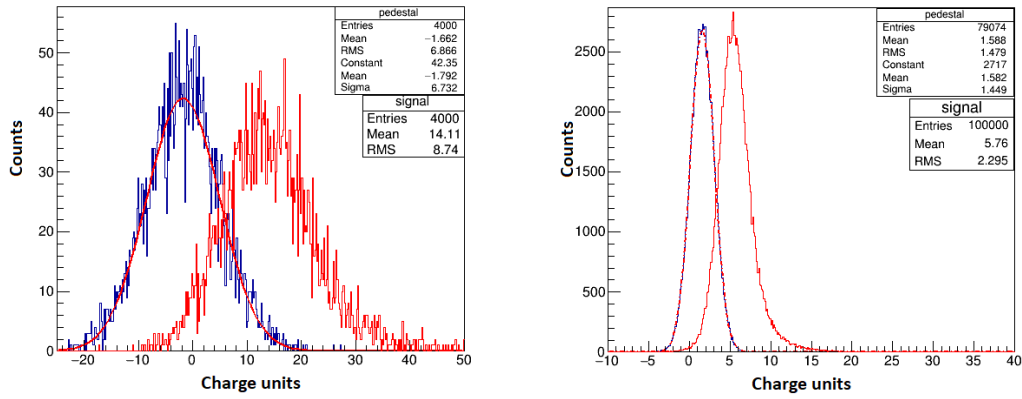 pedestal
Entries 4000
Mean −1.662
RMS 6.866
Constant 42.35
Mean −1.792
Sigma 6.732
signal
Entries 4000
Mean 14.11
RMS 8.74
50
40
30
20
10
0
Counts
−20 −10 0 10 20 30 40 50
Charge units
pedestal
Entries 79074
Mean 1.588
RMS 1.479
Constant 2717
Mean 1.582
Sigma 1.449
signal
Entries 100000
Mean 5.76
RMS 2.295
2500
2000
1500
1000
500
0
Counts
−10 −5 0 5 10 15 20 25 30 35 40
Charge units